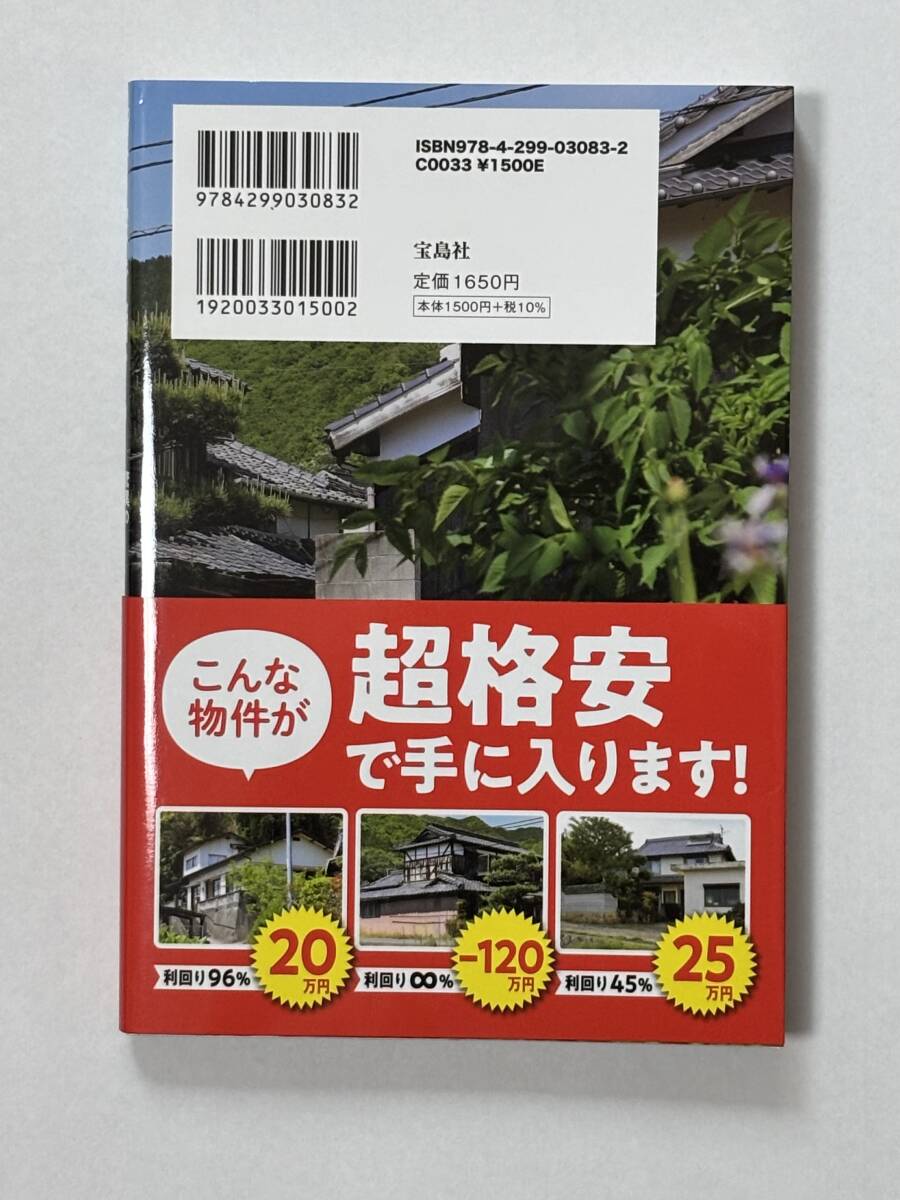 ISBN978-4-299-03083-2
C0033 ¥1500E
9784299030832
宝島社
定価1650円
本体1500円+税10%
1920033015002
こんな
物件が
超格安
で手に入ります!
20
万円
利回り96%
-120
万円
利回り∞%
25
万円
利回り45%